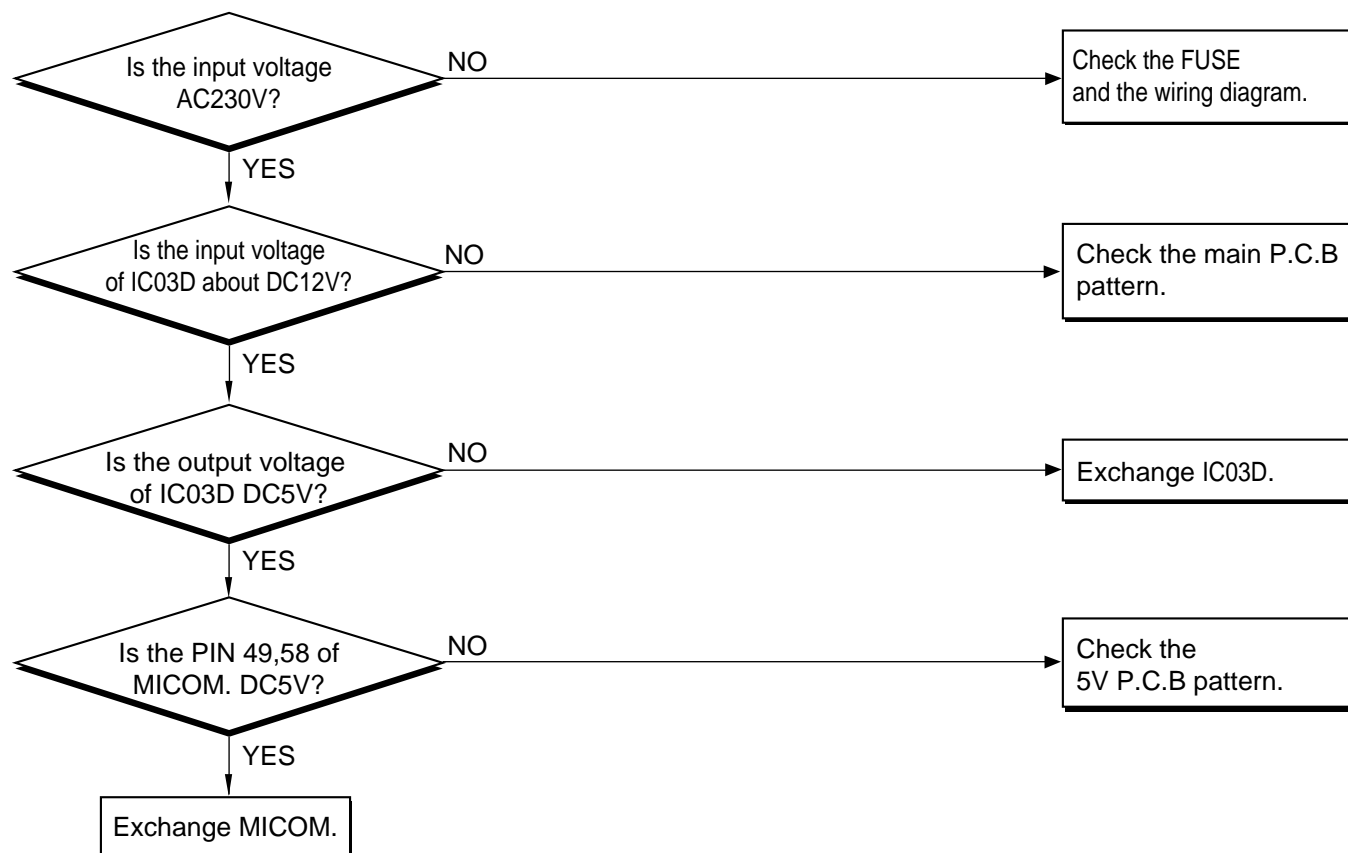 Is the input voltage
AC230V?
NO
Check the FUSE
and the wiring diagram.
YES
Is the input voltage
of IC03D about DC12V?
NO
Check the main P.C.B
pattern.
YES
Is the output voltage
of IC03D DC5V?
NO
Exchange IC03D.
YES
Is the PIN 49,58 of
MICOM. DC5V?
NO
Check the
5V P.C.B pattern.
YES
Exchange MICOM.